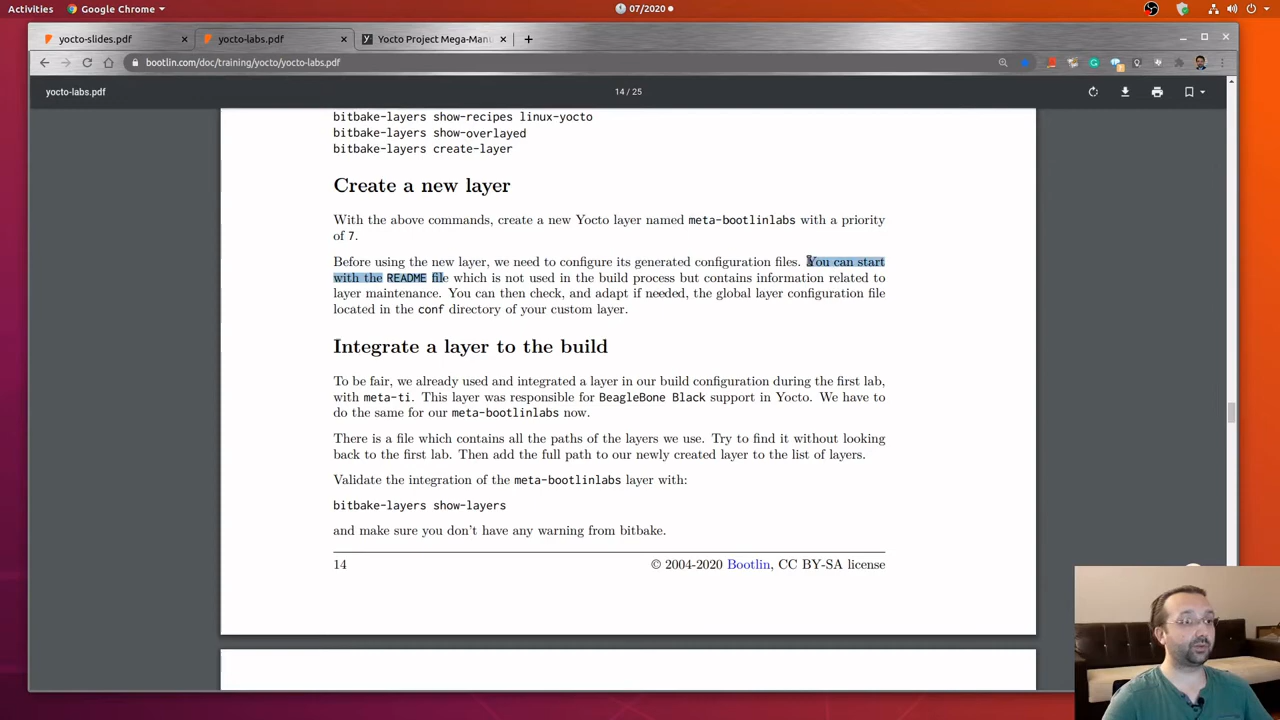 Activities
Google Chrome
07/2020
yocto-slides.pdf
yocto-labs.pdf
Yocto Project Mega-Man
bootlin.com/doc/training/yocto/yocto-labs.pdf
yocto-labs.pdf
14 / 25
bitbake-layers show-recipes linux-yocto
bitbake-layers show-overlayed
bitbake-layers create-layer
Create a new layer
With the above commands, create a new Yocto layer named meta-bootlinlabs with a priority
of 7.
Before using the new layer, we need to configure its generated configuration files. You can start
with the README file which is not used in the build process but contains information related to
layer maintenance. You can then check, and adapt if needed, the global layer configuration file
located in the conf directory of your custom layer.
Integrate a layer to the build
To be fair, we already used and integrated a layer in our build configuration during the first lab,
with meta-ti. This layer was responsible for BeagleBone Black support in Yocto. We have to
do the same for our meta-bootlinlabs now.
There is a file which contains all the paths of the layers we use. Try to find it without looking
back to the first lab. Then add the full path to our newly created layer to the list of layers.
Validate the integration of the meta-bootlinlabs layer with:
bitbake-layers show-layers
and make sure you don't have any warning from bitbake.
14
© 2004-2020 Bootlin, CC BY-SA license